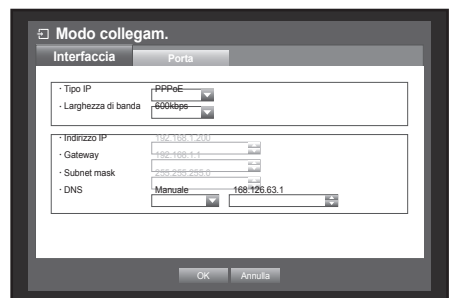 Modo collegam.
Interfaccia Porta
· Tipo IP PPPoE
· Larghezza di banda 600kbps
· Indirizzo IP 192.168.1.200
· Gateway 192.168.1.1
· Subnet mask 255.255.255.0
· DNS Manuale 168.126.63.1
OK Annulla